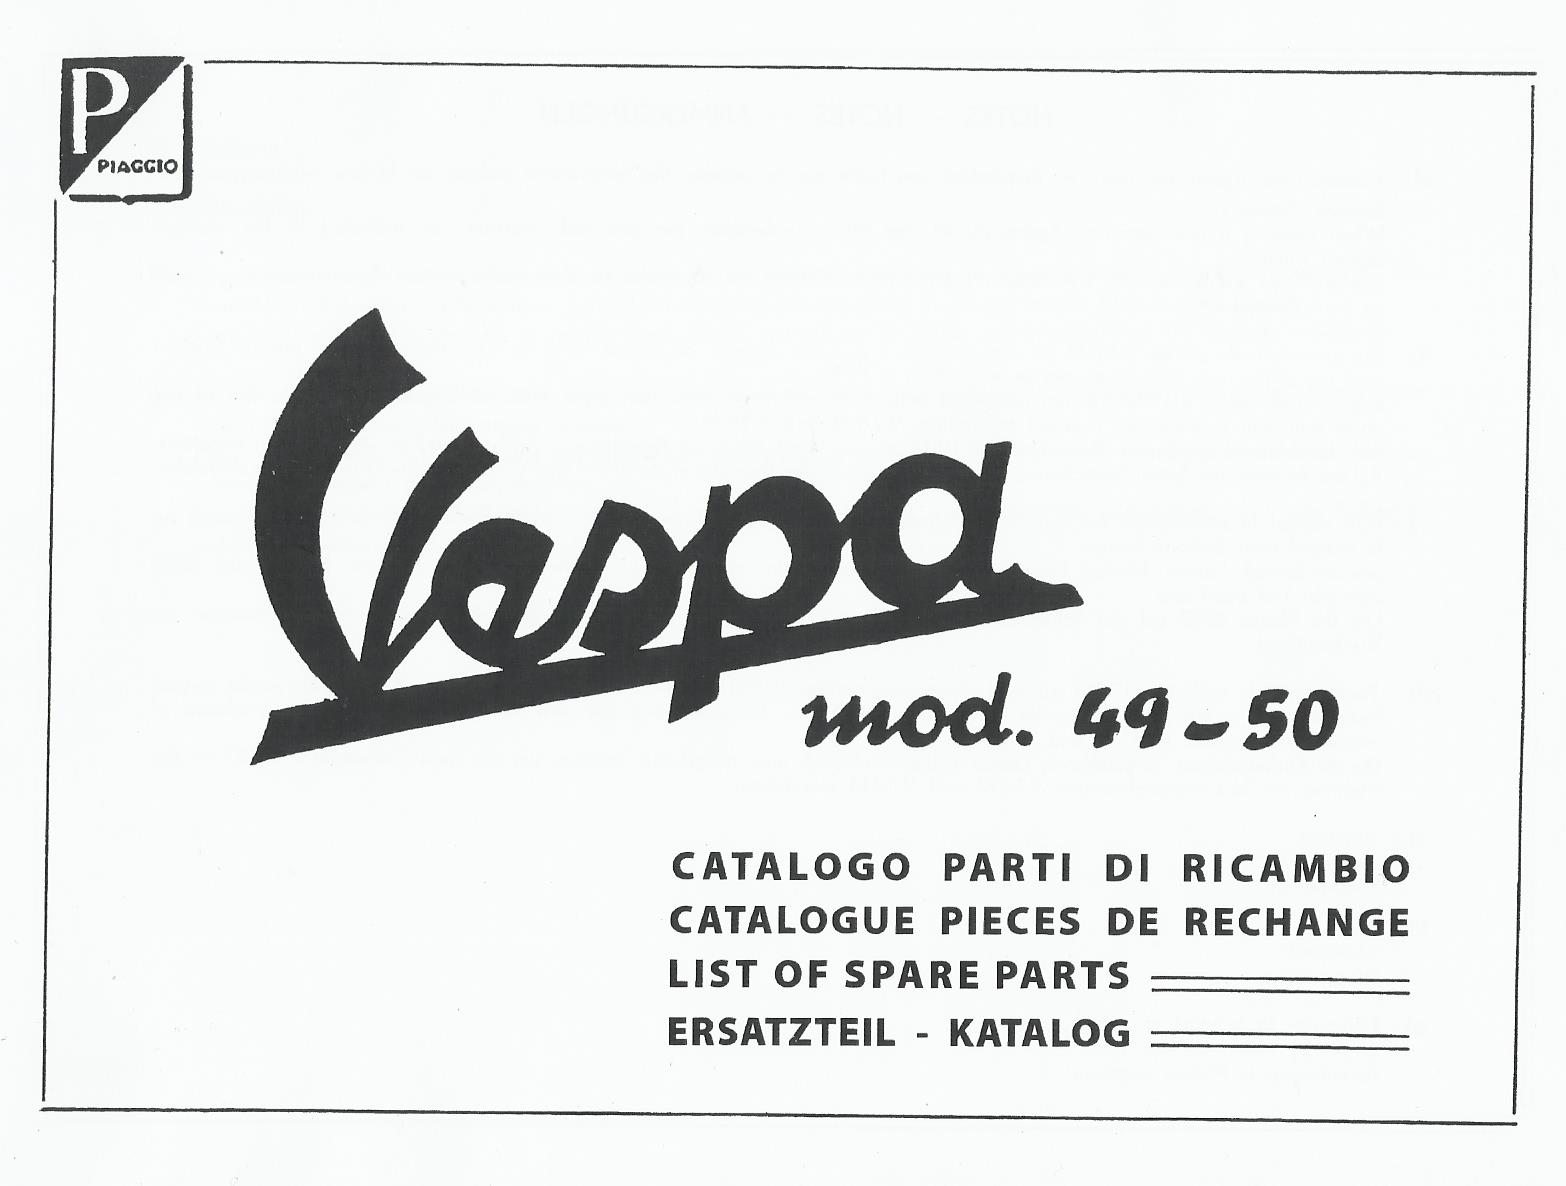 P
PIAGGIO
Vespa
mod. 49-50
CATALOGO PARTI DI RICAMBIO
CATALOGUE PIECES DE RECHANGE
LIST OF SPARE PARTS
ERSATZTEIL - KATALOG